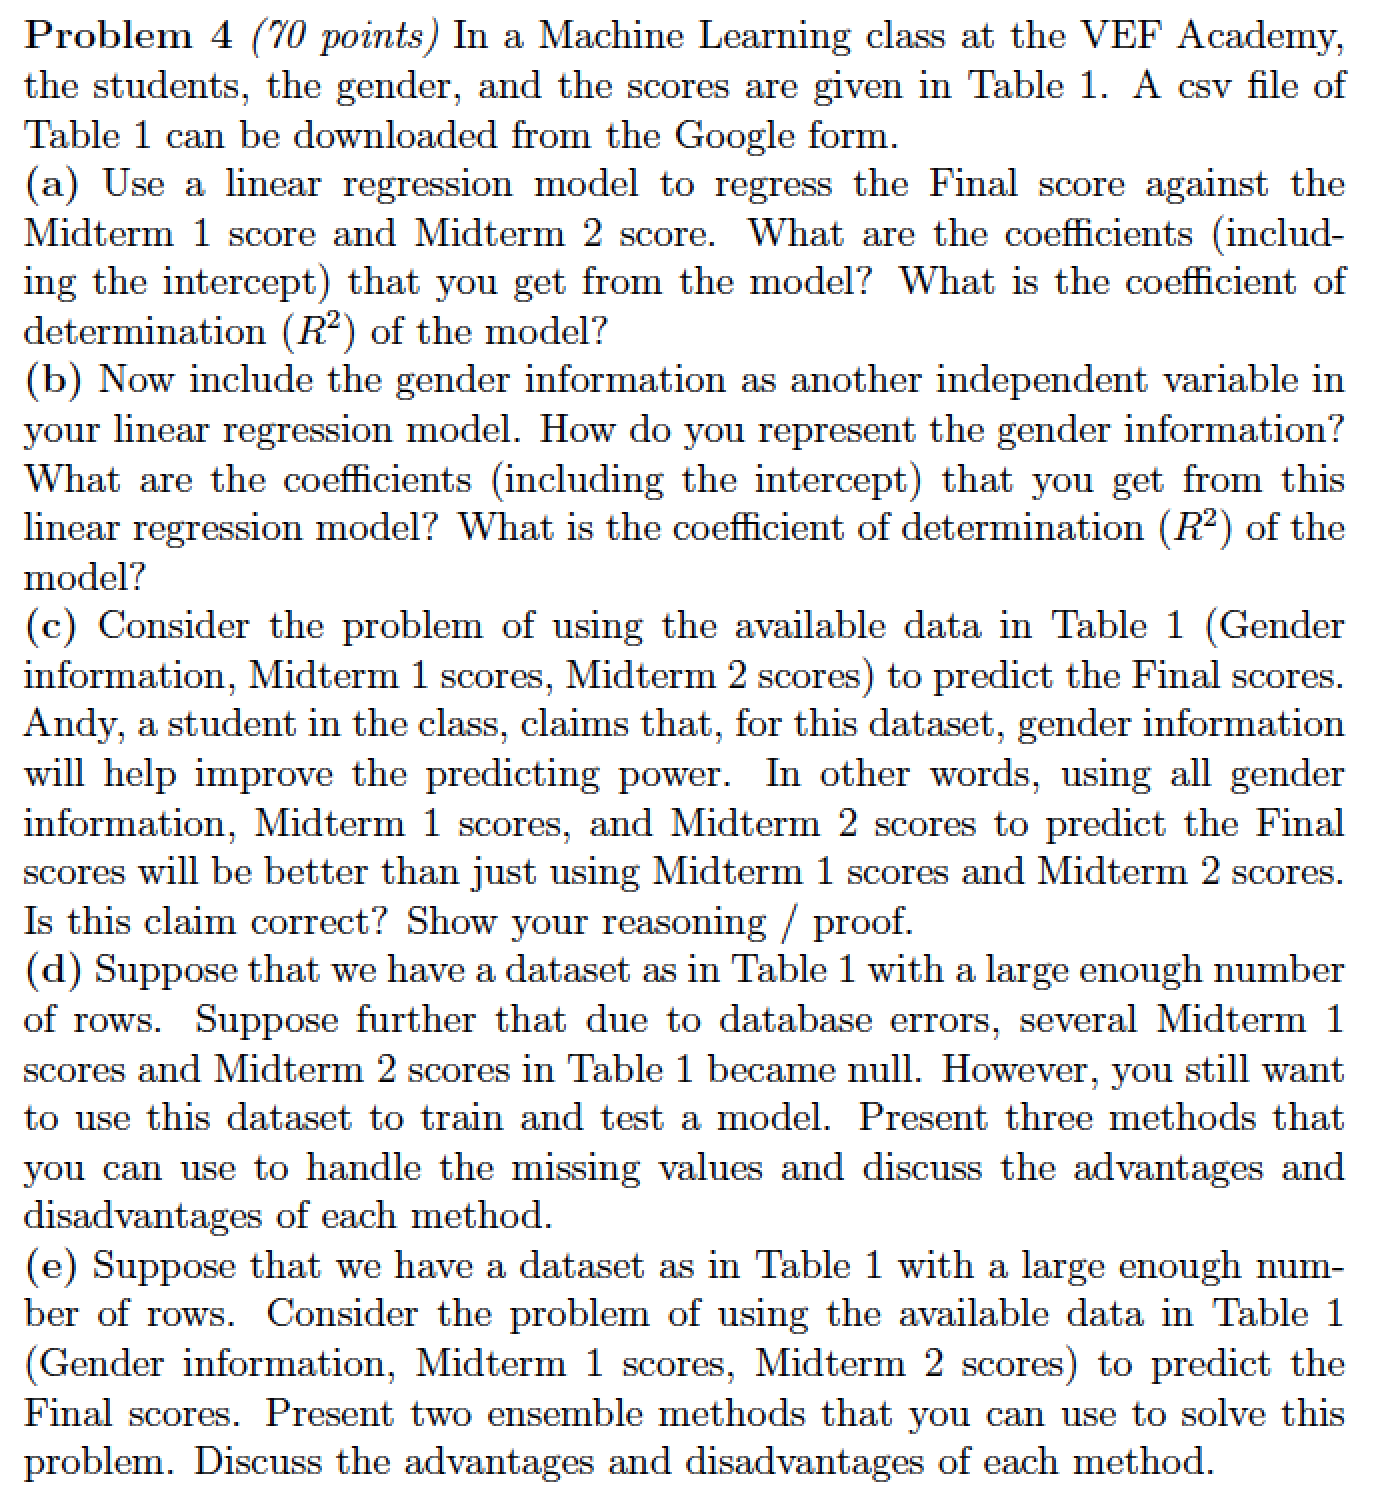 Problem 4 (70 points) In a Machine Learning class at the VEF Academy,
the students, the gender, and the scores are given in Table 1. A csv file of
Table 1 can be downloaded from the Google form.
(a) Use a linear regression model to regress the Final score against the
Midterm 1 score and Midterm 2 score. What are the coefficients (includ-
ing the intercept) that you get from the model? What is the coefficient of
determination (R²) of the model?
(b) Now include the gender information as another independent variable in
your linear regression model. How do you represent the gender information?
What are the coefficients (including the intercept) that you get from this
linear regression model? What is the coefficient of determination (R²) of the
model?
(c) Consider the problem of using the available data in Table 1 (Gender
information, Midterm 1 scores, Midterm 2 scores) to predict the Final scores.
Andy, a student in the class, claims that, for this dataset, gender information
will help improve the predicting power. In other words, using all gender
information, Midterm 1 scores, and Midterm 2 scores to predict the Final
scores will be better than just using Midterm 1 scores and Midterm 2 scores.
Is this claim correct? Show your reasoning / proof.
(d) Suppose that we have a dataset as in Table 1 with a large enough number
of rows. Suppose further that due to database errors, several Midterm 1
scores and Midterm 2 scores in Table 1 became null. However, you still want
to use this dataset to train and test a model. Present three methods that
you can use to handle the missing values and discuss the advantages and
disadvantages of each method.
(e) Suppose that we have a dataset as in Table 1 with a large enough num-
ber of rows. Consider the problem of using the available data in Table 1
(Gender information, Midterm 1 scores, Midterm 2 scores) to predict the
Final scores. Present two ensemble methods that you can use to solve this
problem. Discuss the advantages and disadvantages of each method.